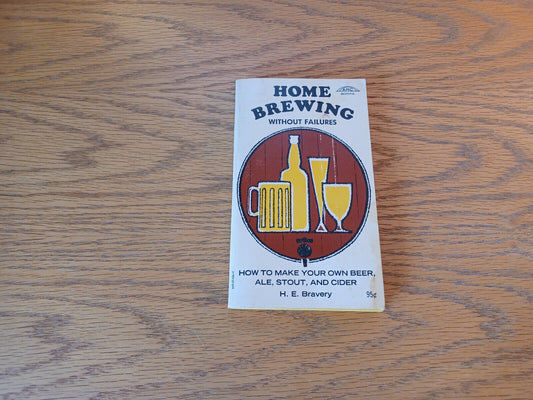 HOME
BREWING
WITHOUT FAILURES
HOW TO MAKE YOUR OWN BEER,
ALE, STOUT, AND CIDER
H. E. Bravery
95¢